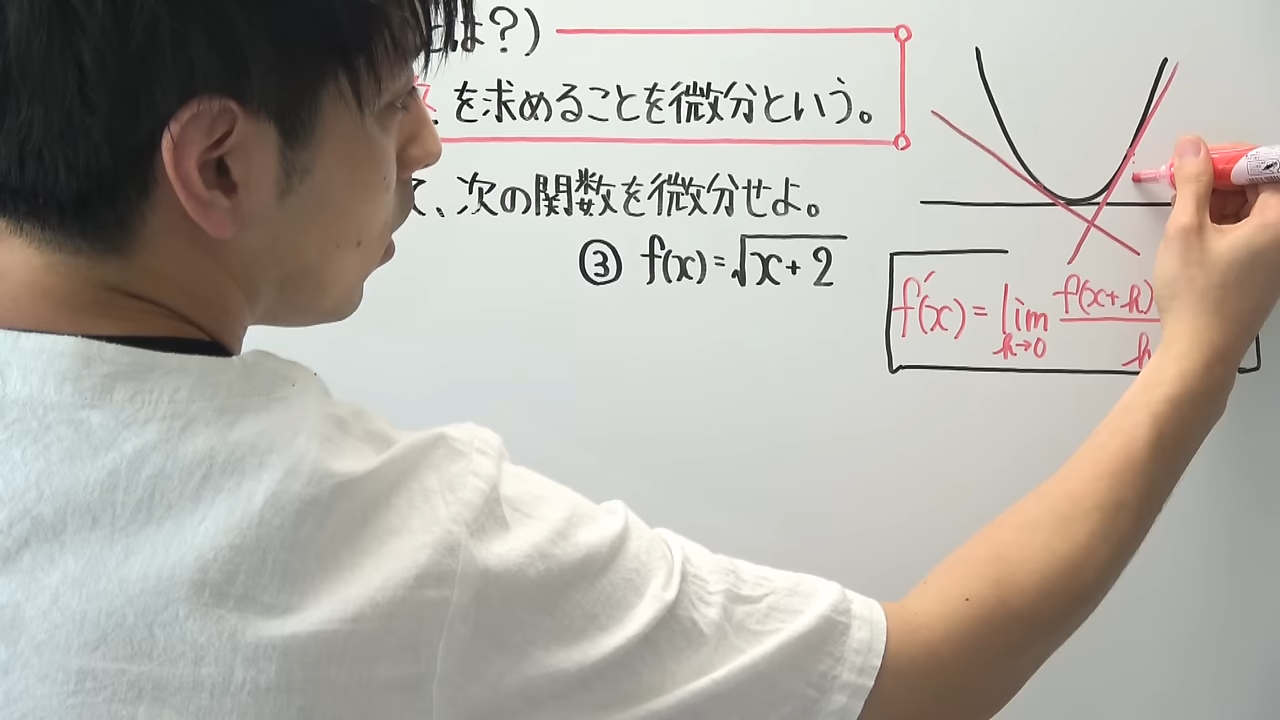 は?)
を求めることを微分という。
、次の関数を微分せよ。
③ f(x)=√x+2
f'(x)=lim h→0 f(x+h) h